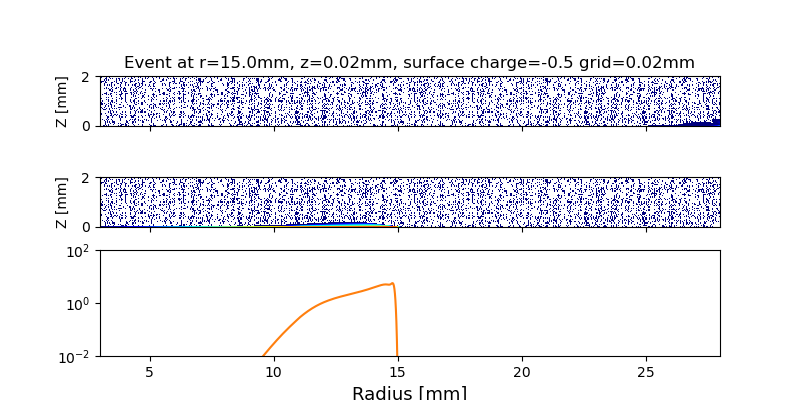 Event at r=15.0mm, z=0.02mm, surface charge=-0.5 grid=0.02mm
2
Z [mm]
0
2
Z [mm]
0
10²
10⁰
10⁻²
5 10 15 20 25
Radius [mm]